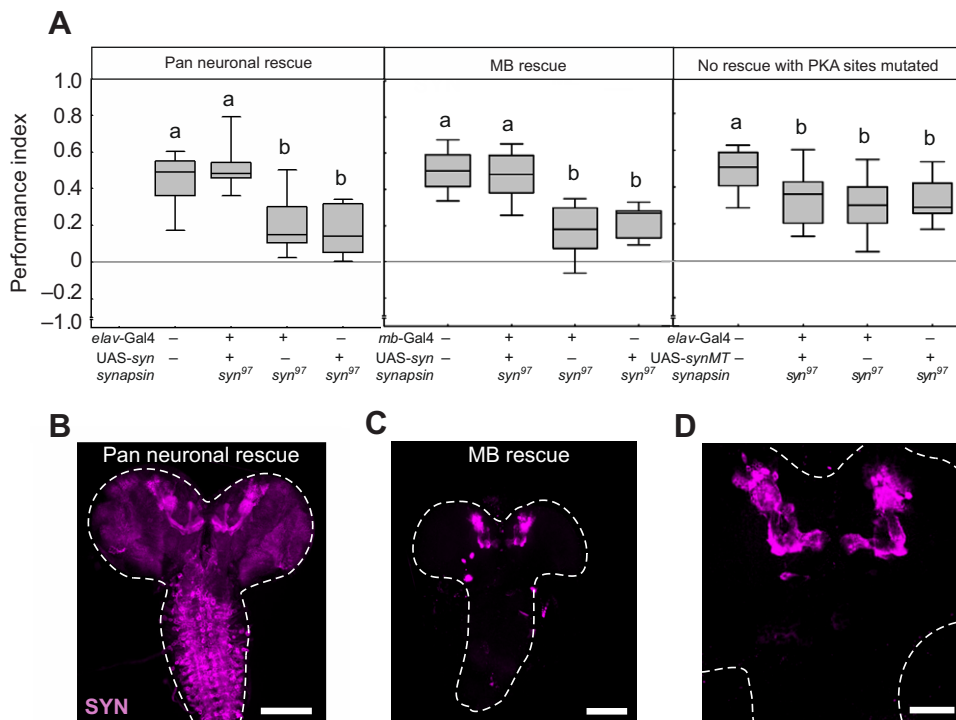 A
Pan neuronal rescue MB rescue No rescue with PKA sites mutated
Performance index
1.0
0.8
0.6
0.4
0.2
0
–0.2
–1.0
a a b b
a a b b
a b b b
elav-Gal4 – + + –
UAS-syn – + – +
synapsin syn97 syn97 syn97
mb-Gal4 – + + –
UAS-syn – + – +
synapsin syn97 syn97 syn97
elav-Gal4 – + + –
UAS-synMT – + – +
synapsin syn97 syn97 syn97
B
Pan neuronal rescue
SYN
C
MB rescue
D